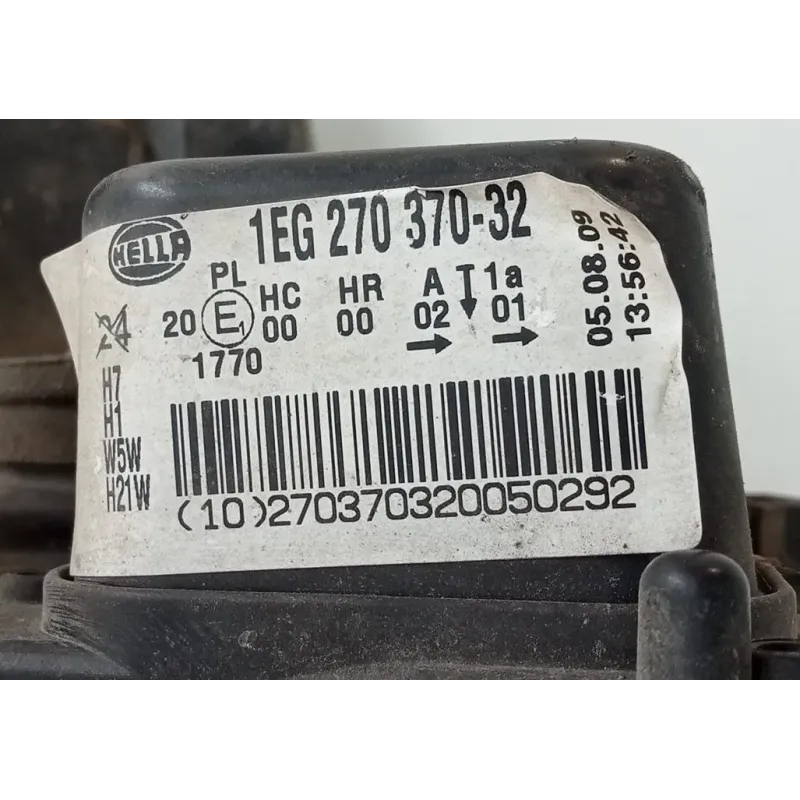 HELLA 1EG 270 370-32
PL HC HR A 1a
20 E1 00 00 02 01
1770
24
H7
H1
W5W
H21W
05.08.09
13:56:42
(10)270370320050292